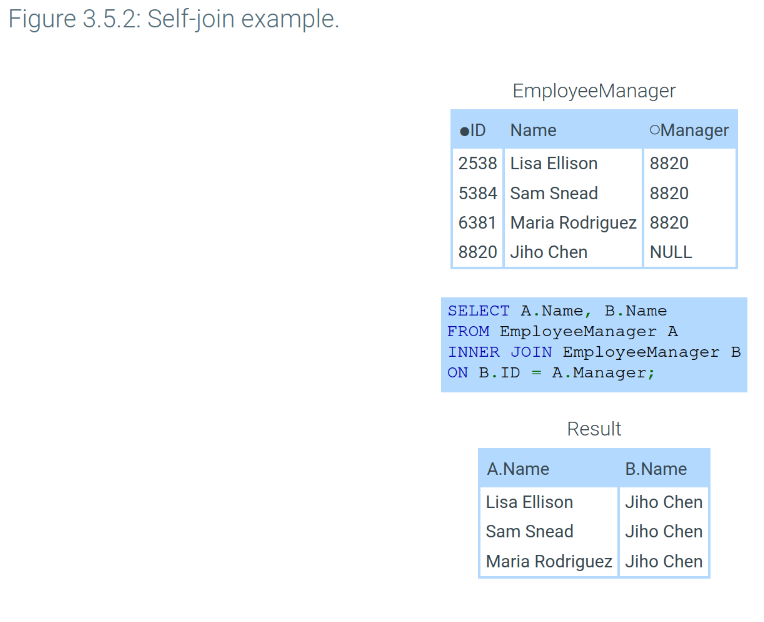 Figure 3.5.2: Self-join example.
EmployeeManager
●ID Name ○Manager
2538 Lisa Ellison 8820
5384 Sam Snead 8820
6381 Maria Rodriguez 8820
8820 Jiho Chen NULL
SELECT A.Name, B.Name
FROM EmployeeManager A
INNER JOIN EmployeeManager B
ON B.ID = A.Manager;
Result
A.Name B.Name
Lisa Ellison Jiho Chen
Sam Snead Jiho Chen
Maria Rodriguez Jiho Chen